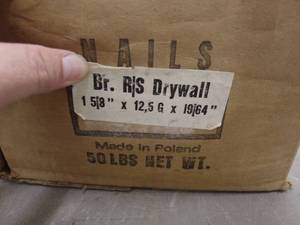 NAILS
Br. R/S Drywall
1 5/8" x 12,5 G x 19/64"
Made In Poland
50 LBS NET WT.